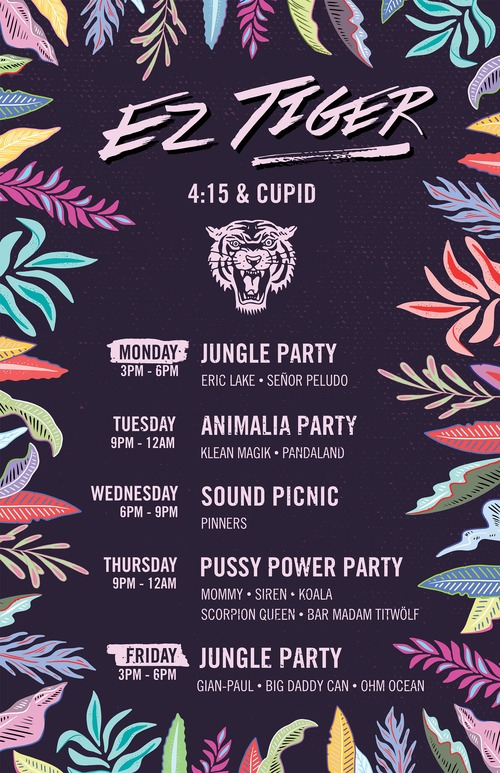 EZ TIGER
4:15 & CUPID
MONDAY
3PM - 6PM
JUNGLE PARTY
ERIC LAKE • SEÑOR PELUDO
TUESDAY
9PM - 12AM
ANIMALIA PARTY
KLEAN MAGIK • PANDALAND
WEDNESDAY
6PM - 9PM
SOUND PICNIC
PINNERS
THURSDAY
9PM - 12AM
PUSSY POWER PARTY
MOMMY • SIREN • KOALA
SCORPION QUEEN • BAR MADAM TITWÖLF
FRIDAY
3PM - 6PM
JUNGLE PARTY
GIAN-PAUL • BIG DADDY CAN • OHM OCEAN